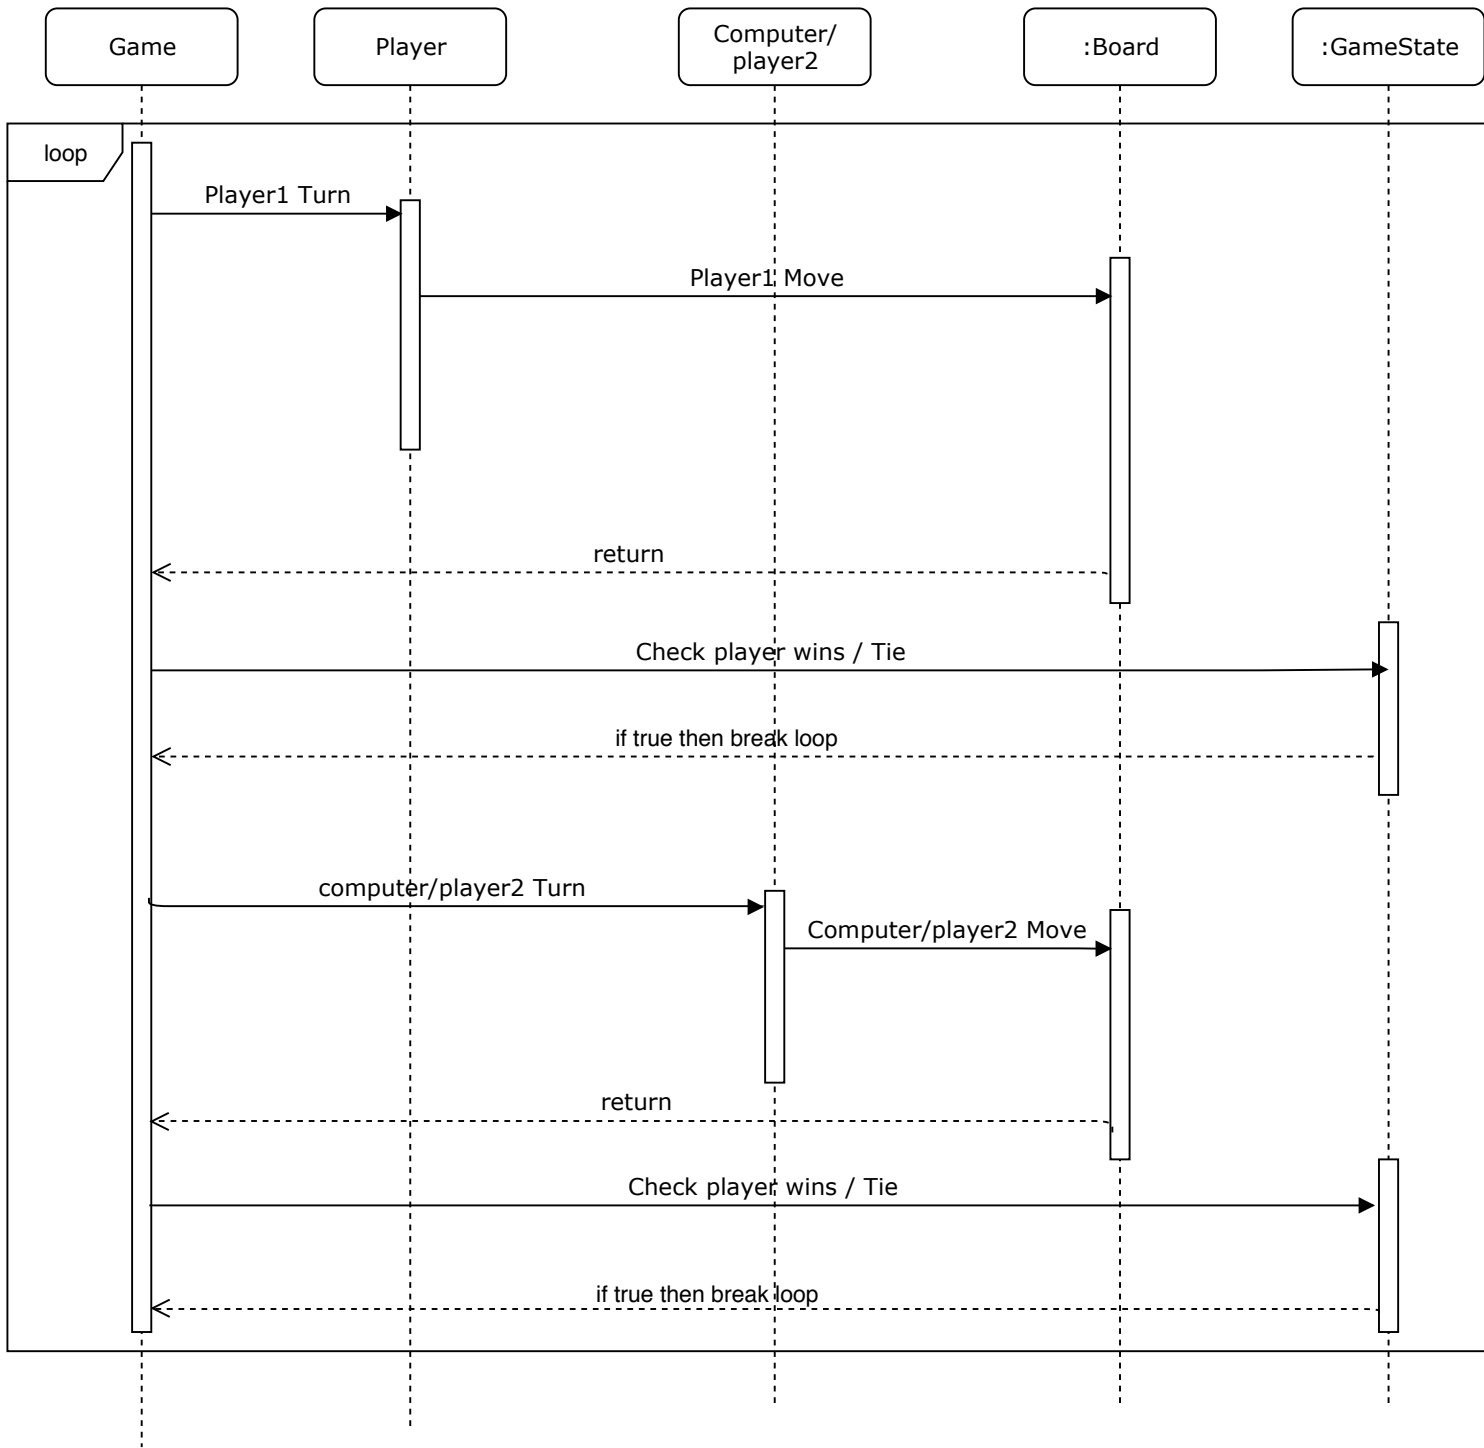 Game
Player
Computer/
player2
:Board
:GameState
loop
Player1 Turn
Player1 Move
return
Check player wins / Tie
if true then break loop
computer/player2 Turn
Computer/player2 Move
return
Check player wins / Tie
if true then break loop